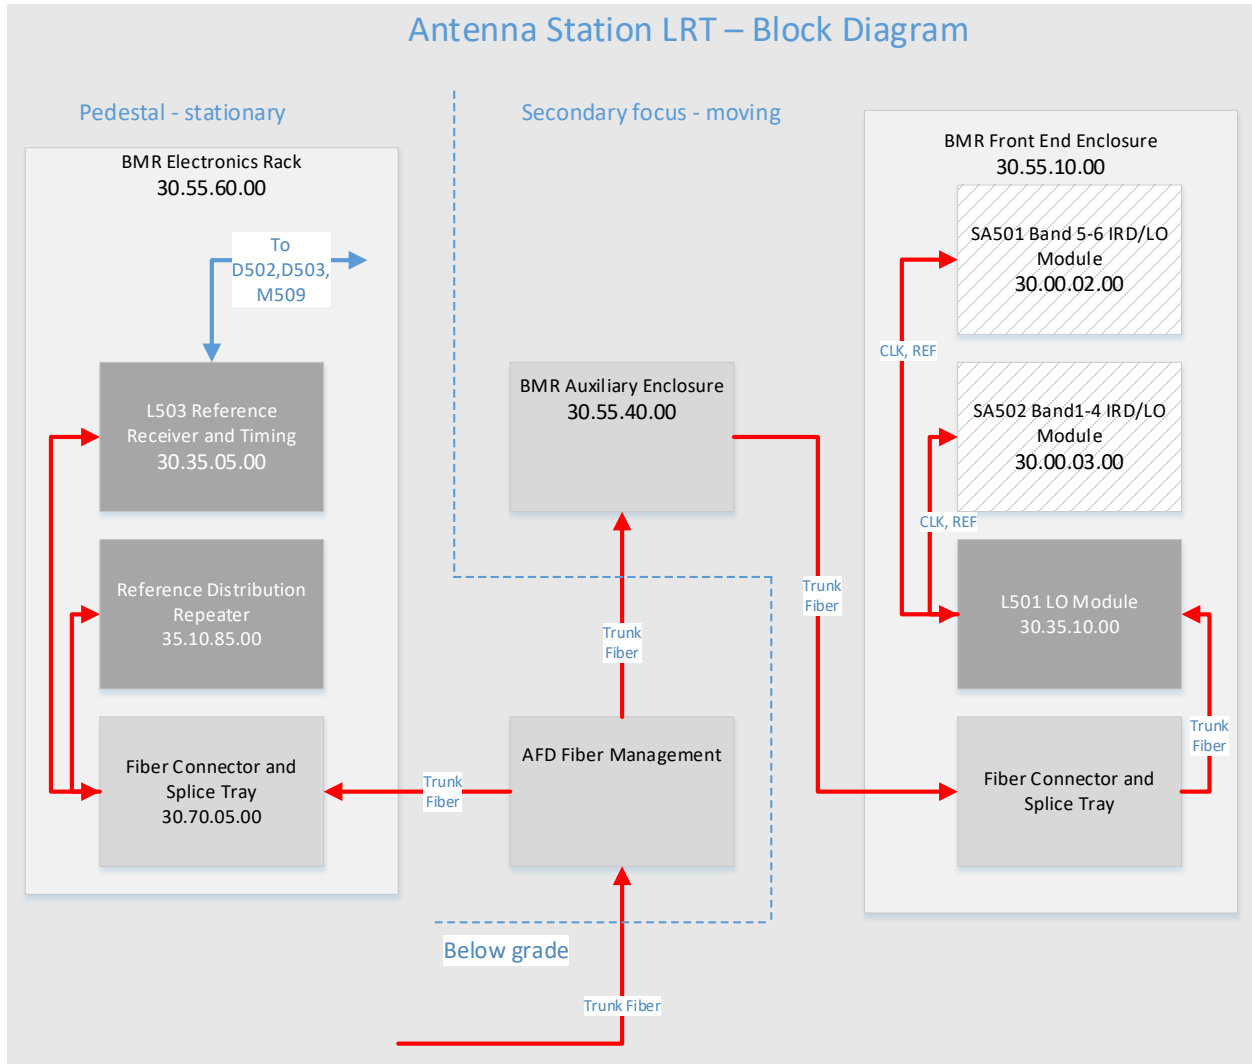 Antenna Station LRT – Block Diagram
Pedestal - stationary
Secondary focus - moving
BMR Electronics Rack
30.55.60.00
To
D502,D503,
M509
L503 Reference
Receiver and Timing
30.35.05.00
Reference Distribution
Repeater
35.10.85.00
Fiber Connector and
Splice Tray
30.70.05.00
Trunk
Fiber
BMR Auxiliary Enclosure
30.55.40.00
Trunk
Fiber
AFD Fiber Management
Below grade
Trunk Fiber
Trunk
Fiber
BMR Front End Enclosure
30.55.10.00
SA501 Band 5-6 IRD/LO
Module
30.00.02.00
CLK, REF
SA502 Band1-4 IRD/LO
Module
30.00.03.00
CLK, REF
L501 LO Module
30.35.10.00
Trunk
Fiber
Fiber Connector and
Splice Tray